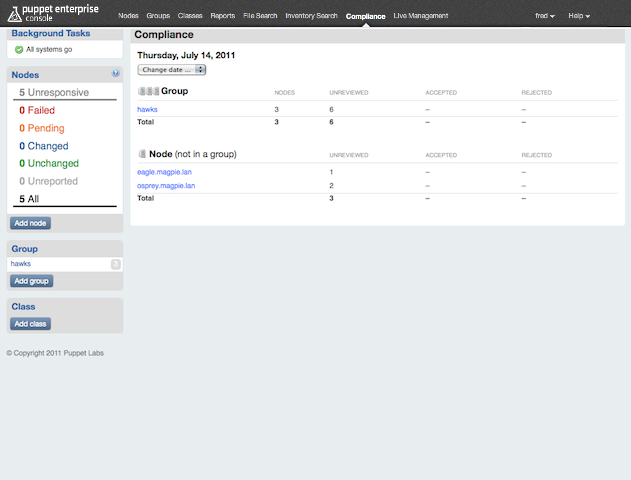 puppet enterprise
console
Nodes Groups Classes Reports File Search Inventory Search Compliance Live Management fred Help
Background Tasks
All systems go
Nodes
5 Unresponsive
0 Failed
0 Pending
0 Changed
0 Unchanged
0 Unreported
5 All
Add node
Group
hawks 3
Add group
Class
Add class
© Copyright 2011 Puppet Labs
Compliance
Thursday, July 14, 2011
Change date ...
Group NODES UNREVIEWED ACCEPTED REJECTED
hawks 3 6 – –
Total 3 6 – –
Node (not in a group) UNREVIEWED ACCEPTED REJECTED
eagle.magpie.lan 1 – –
osprey.magpie.lan 2 – –
Total 3 – –